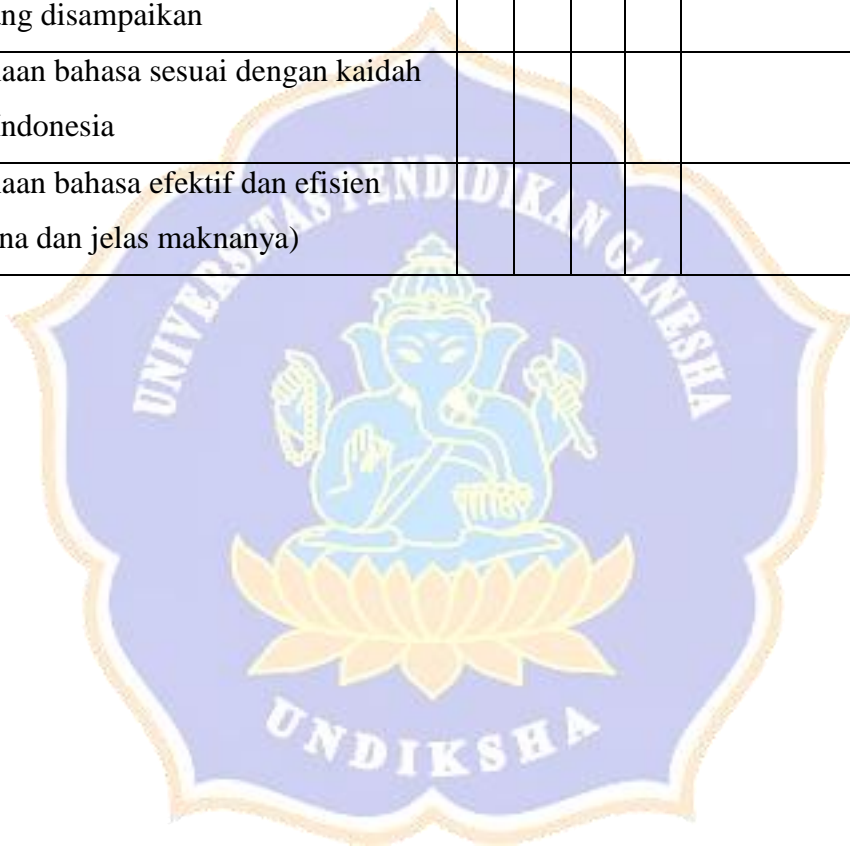 ng disampaikan
aan bahasa sesuai dengan kaidah
Indonesia
aan bahasa efektif dan efisien
na dan jelas maknanya)
UNIVERSITAS PENDIDIKAN GANESHA
UNDIKSHA